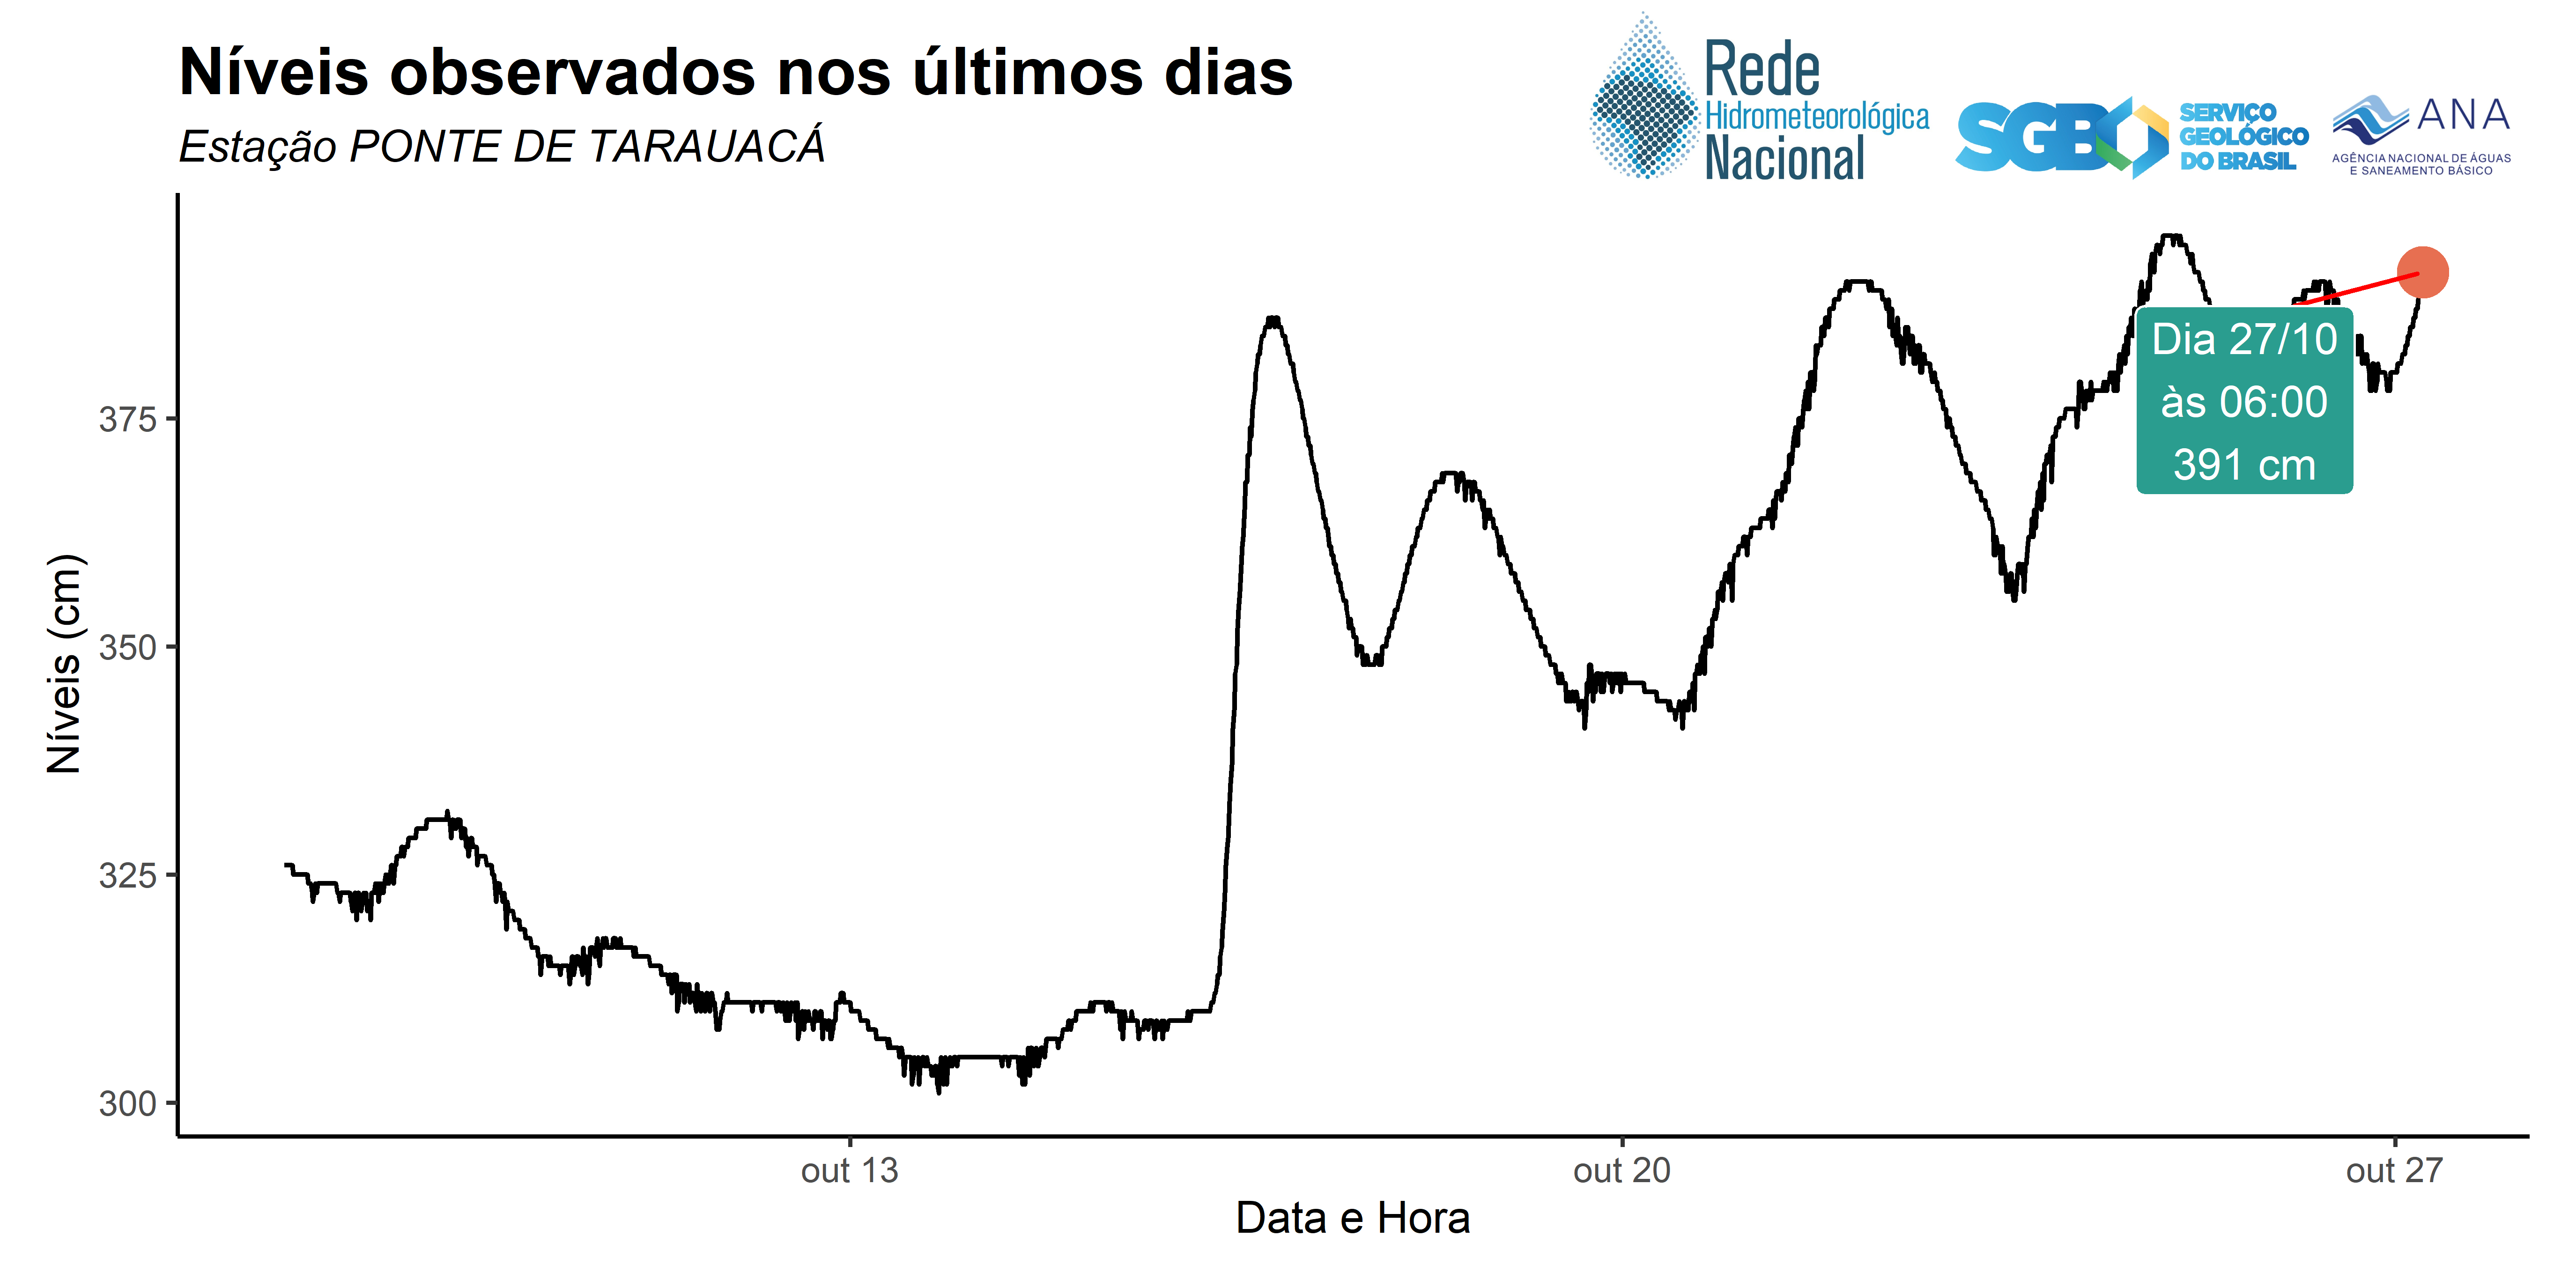 Níveis observados nos últimos dias
Estação PONTE DE TARAUACÁ
Rede
Hidrometeorológica
Nacional
SGB
SERVIÇO
GEOLÓGICO
DO BRASIL
ANA
AGÊNCIA NACIONAL DE ÁGUAS
E SANEAMENTO BÁSICO
Níveis (cm)
375
350
325
300
Dia 27/10
às 06:00
391 cm
out 13
out 20
out 27
Data e Hora